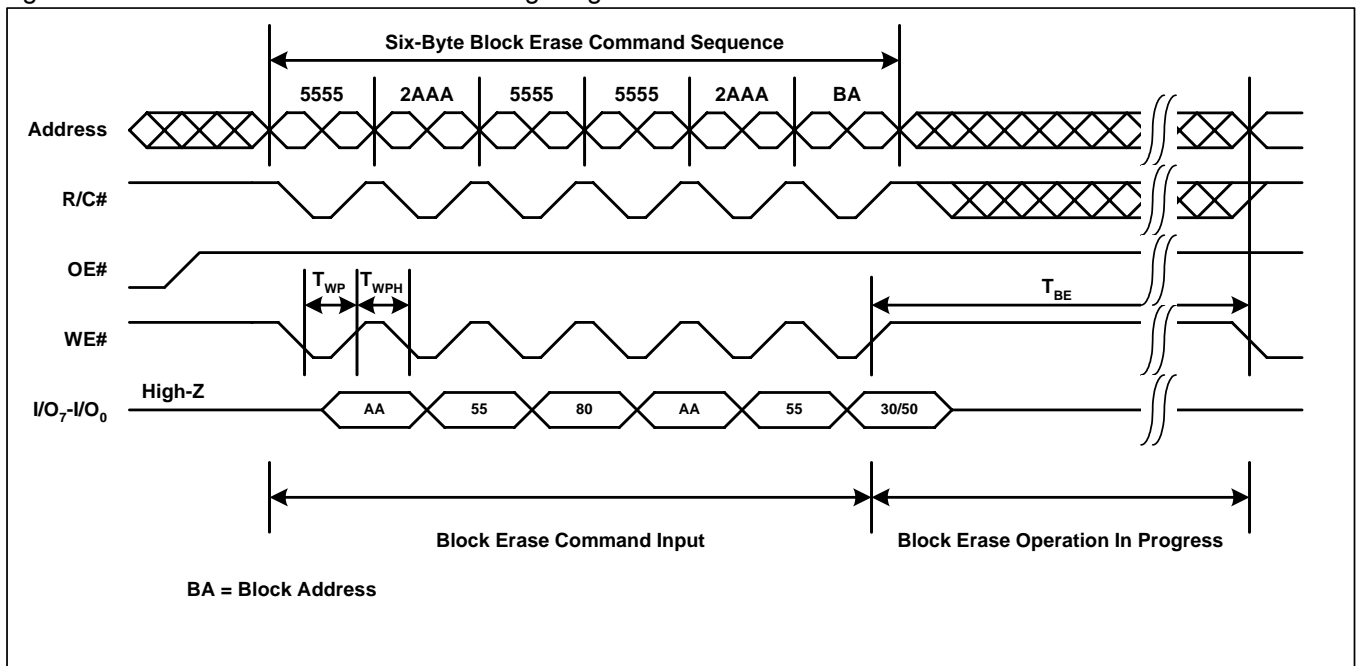 Six-Byte Block Erase Command Sequence
5555 2AAA 5555 5555 2AAA BA
Address
R/C#
OE#
TWP TWPH TBE
WE#
High-Z
I/O7-I/O0 AA 55 80 AA 55 30/50
Block Erase Command Input Block Erase Operation In Progress
BA = Block Address